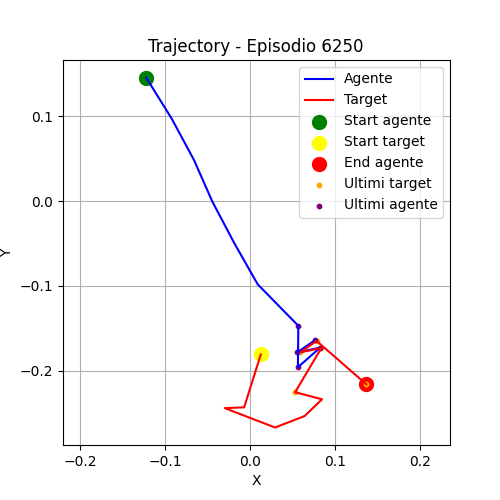 Trajectory - Episodio 6250
Agente
Target
Start agente
Start target
End agente
Ultimi target
Ultimi agente
0.1
0.0
−0.1
−0.2
Y
−0.2
−0.1
0.0
0.1
0.2
X